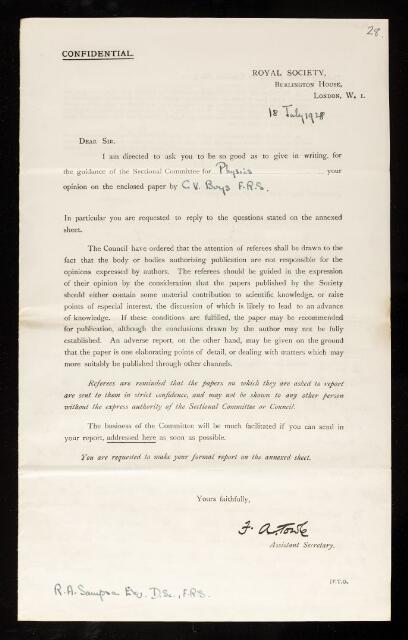 28.
CONFIDENTIAL.
ROYAL SOCIETY,
BURLINGTON HOUSE,
LONDON, W. 1.
18 July 1928
DEAR SIR,
I am directed to ask you to be so good as to give in writing, for
the guidance of the Sectional Committee for Physics your
opinion on the enclosed paper by C. V. Boys F.R.S.
In particular you are requested to reply to the questions stated on the annexed
sheet.
The Council have ordered that the attention of referees shall be drawn to the
fact that the body or bodies authorizing publication are not responsible for the
opinions expressed by authors. The referees should be guided in the expression
of their opinion by the consideration that the papers published by the Society
should either contain some material contribution to scientific knowledge, or raise
points of especial interest, the discussion of which is likely to lead to an advance
of knowledge. If these conditions are fulfilled, the paper may be recommended
for publication, although the conclusions drawn by the author may not be fully
established. An adverse report, on the other hand, may be given on the ground
that the paper is one elaborating points of detail, or dealing with matters which may
more suitably be published through other channels.
Referees are reminded that the papers on which they are asked to report
are sent to them in strict confidence, and may not be shown to any other person
without the express authority of the Sectional Committee or Council.
The business of the Committee will be much facilitated if you can send in
your report, addressed here as soon as possible.
You are requested to make your formal report on the annexed sheet.
Yours faithfully,
F. A. Towle
Assistant Secretary.
[P.T.O.
R. A. Sampson Esq. D.Sc., F.R.S.